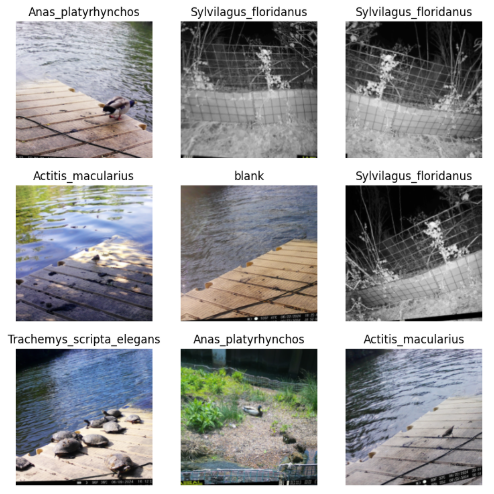 Anas_platyrhynchos
Sylvilagus_floridanus
Sylvilagus_floridanus
Actitis_macularius
blank
Sylvilagus_floridanus
Trachemys_scripta_elegans
Anas_platyrhynchos
Actitis_macularius